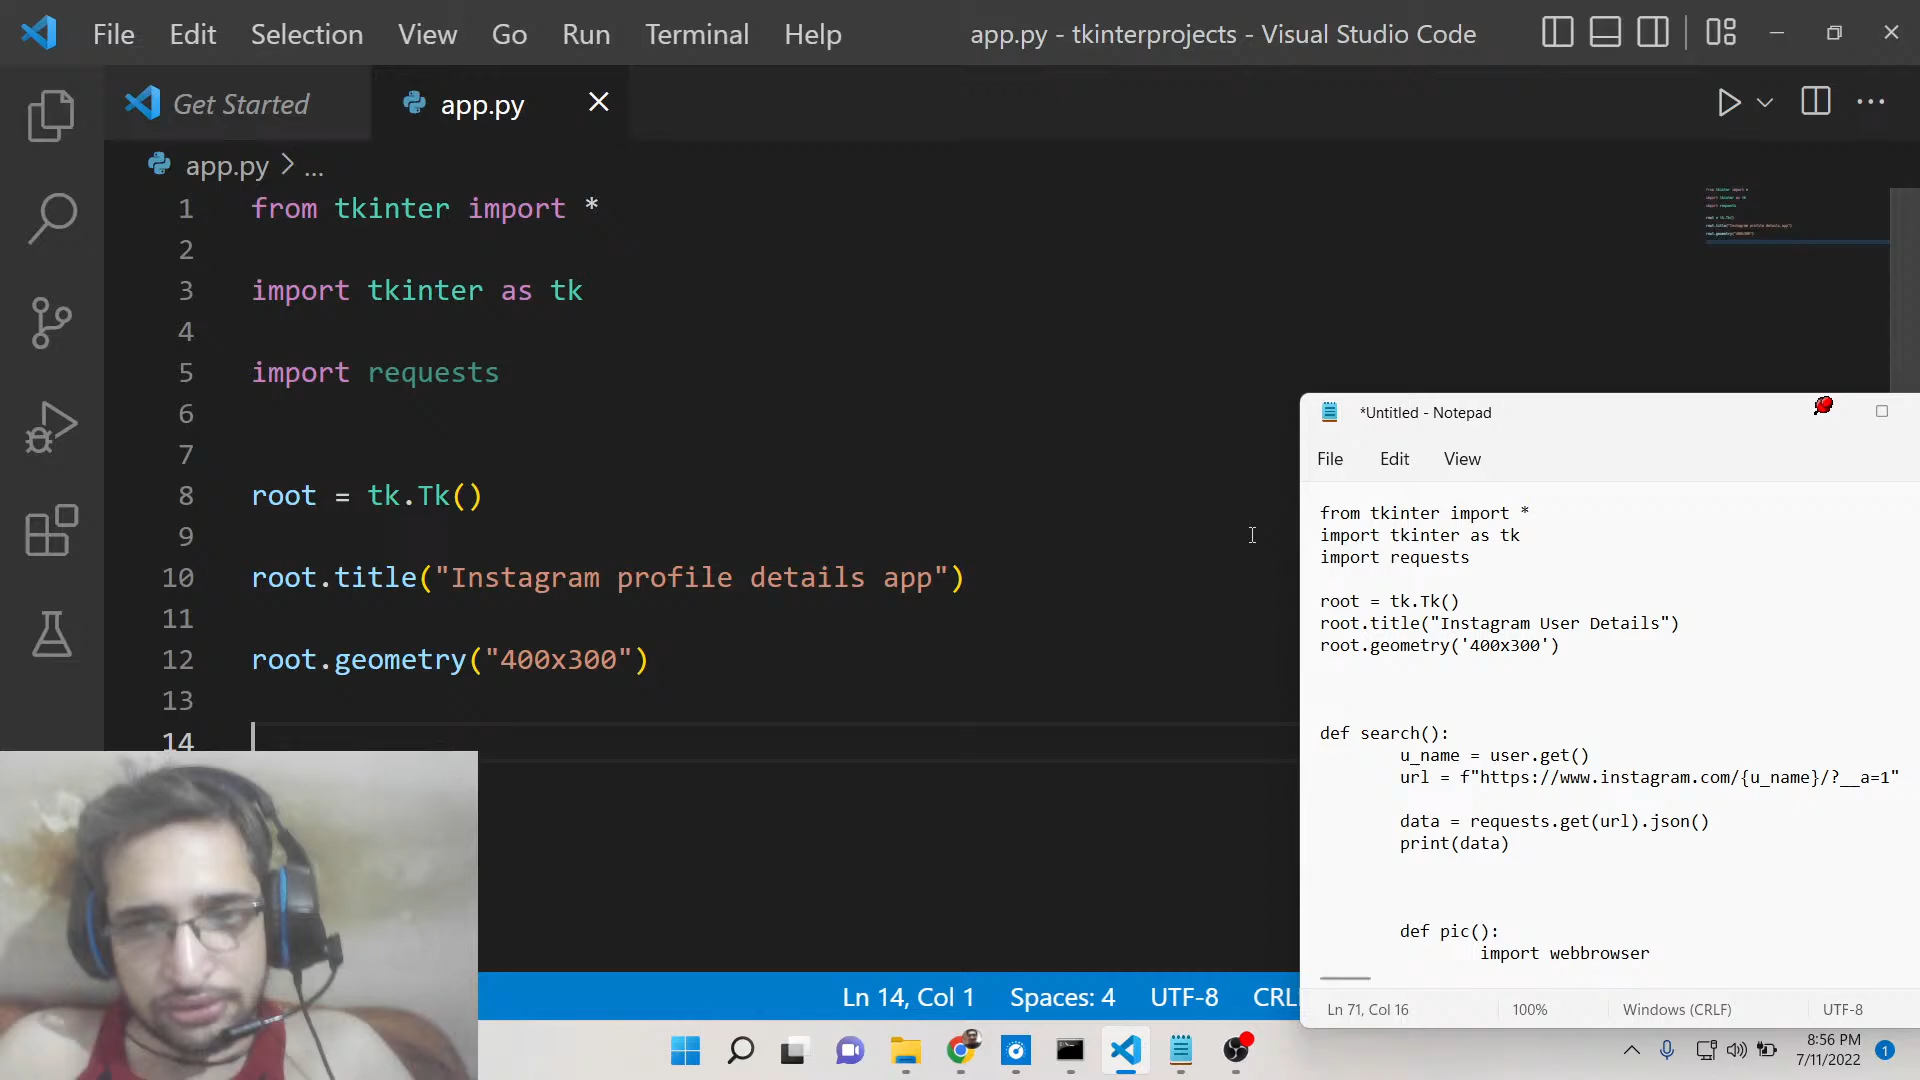 File Edit Selection View Go Run Terminal Help app.py - tkinterprojects - Visual Studio Code
Get Started app.py
app.py > ...
1 from tkinter import *
2
3 import tkinter as tk
4
5 import requests
6
7
8 root = tk.Tk()
9
10 root.title("Instagram profile details app")
11
12 root.geometry("400x300")
13
14
*Untitled - Notepad
File Edit View
from tkinter import *
import tkinter as tk
import requests
root = tk.Tk()
root.title("Instagram User Details")
root.geometry('400x300')
def search():
u_name = user.get()
url = f"https://www.instagram.com/{u_name}/?__a=1"
data = requests.get(url).json()
print(data)
def pic():
import webbrowser
Ln 71, Col 16 100% Windows (CRLF) UTF-8
Ln 14, Col 1 Spaces: 4 UTF-8 CRL
8:56 PM
7/11/2022 1